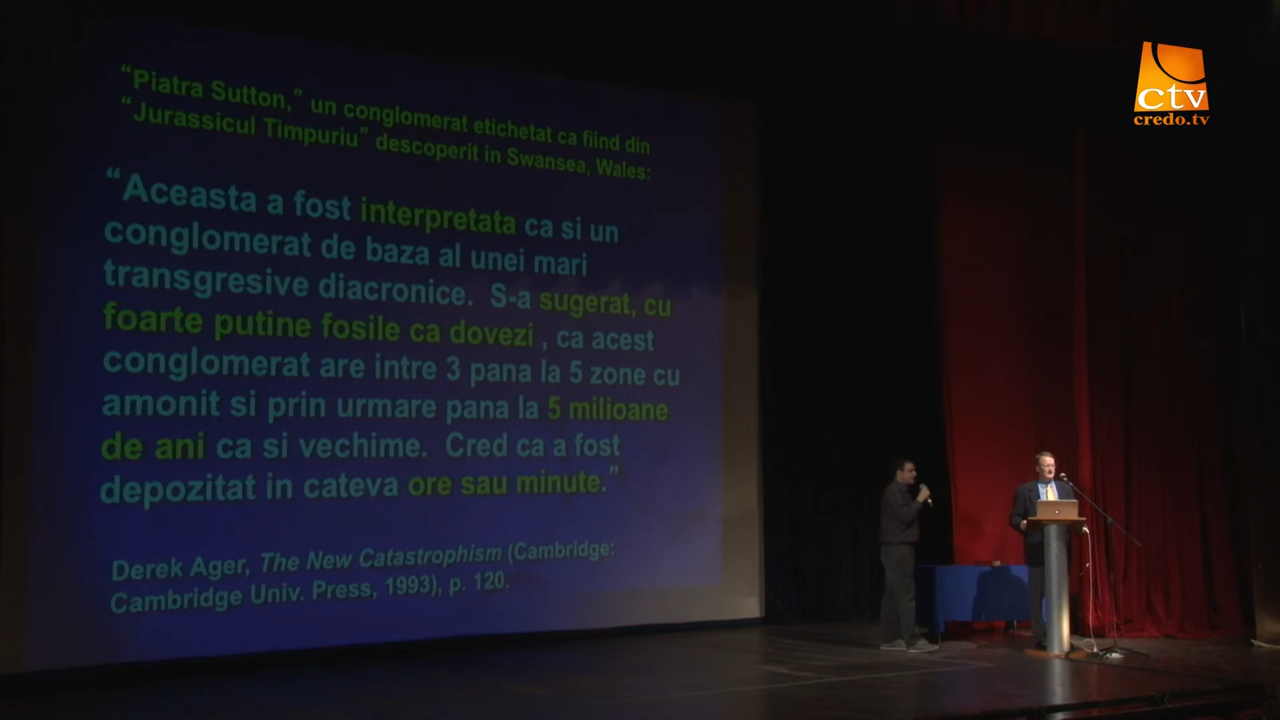 “Piatra Sutton,” un conglomerat etichetat ca fiind din
“Jurassicul Timpuriu” descoperit in Swansea, Wales:
“Aceasta a fost interpretata ca si un
conglomerat de baza al unei mari
transgresive diacronice. S-a sugerat, cu
foarte putine fosile ca dovezi , ca acest
conglomerat are intre 3 pana la 5 zone cu
amonit si prin urmare pana la 5 milioane
de ani ca si vechime. Cred ca a fost
depozitat in cateva ore sau minute.”
Derek Ager, The New Catastrophism (Cambridge:
Cambridge Univ. Press, 1993), p. 120.
ctv
credo.tv